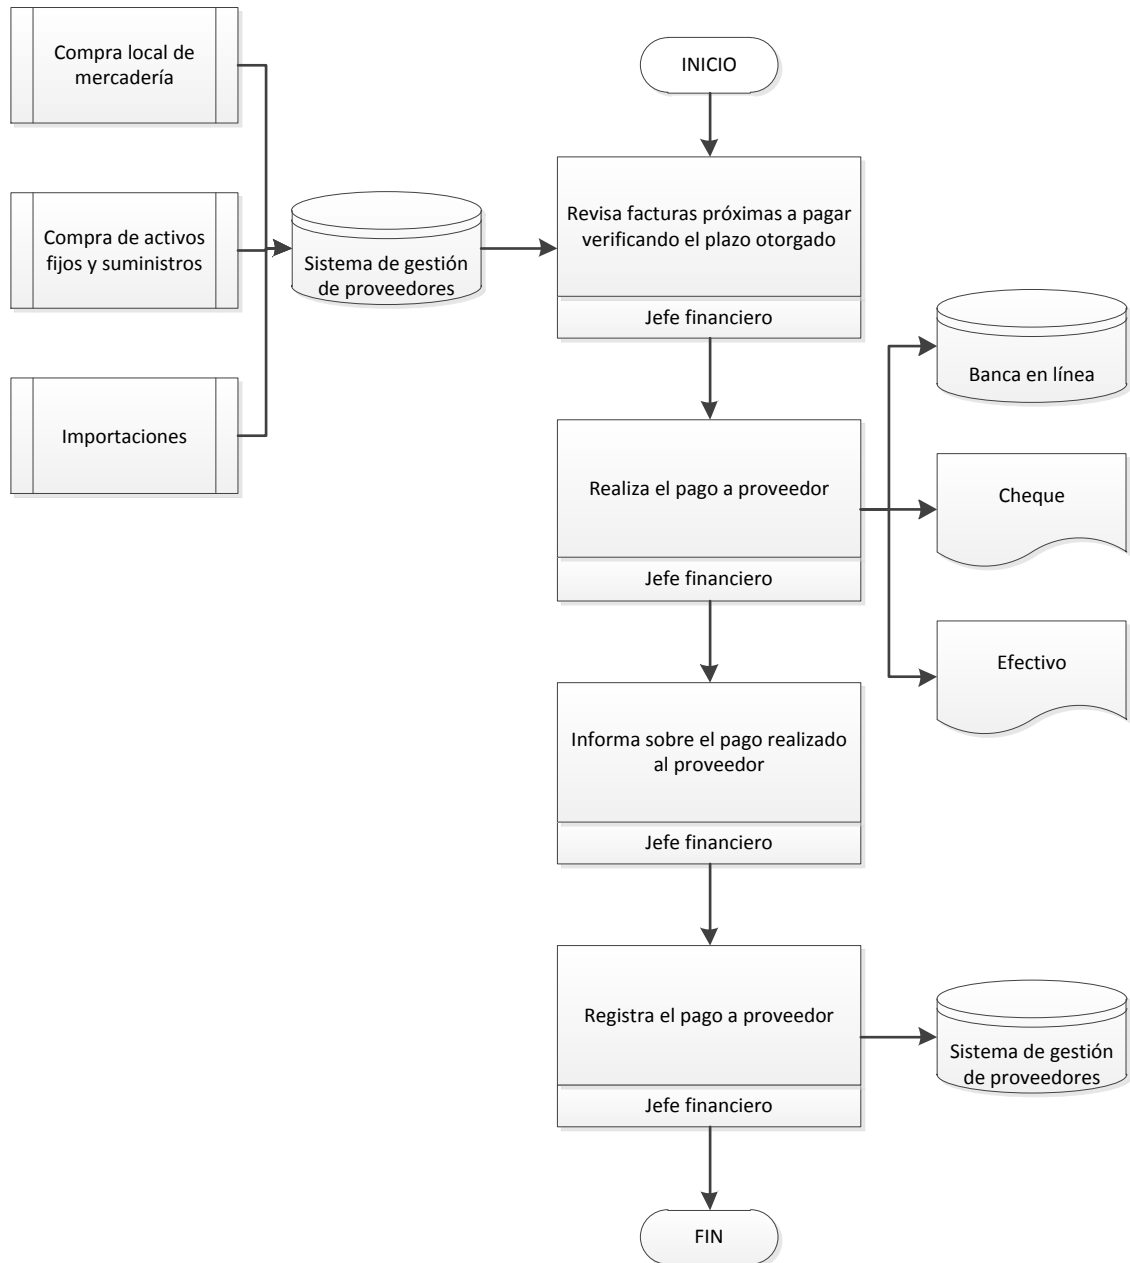 Compra local de
mercadería
INICIO
Revisa facturas próximas a pagar
verificando el plazo otorgado
Jefe financiero
Compra de activos
fijos y suministros
Sistema de gestión
de proveedores
Importaciones
Banca en línea
Realiza el pago a proveedor
Jefe financiero
Cheque
Efectivo
Informa sobre el pago realizado
al proveedor
Jefe financiero
Registra el pago a proveedor
Jefe financiero
Sistema de gestión
de proveedores
FIN